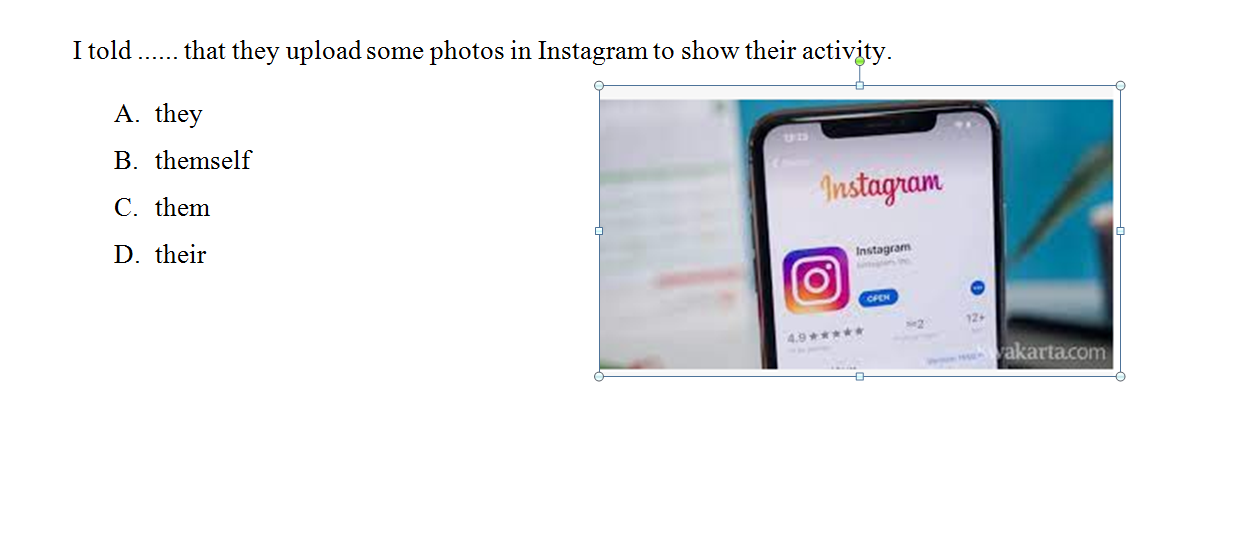 I told ...... that they upload some photos in Instagram to show their activity.
A. they
B. themself
C. them
D. their
Instagram
Instagram
OPEN
4.9★★★★★
12+
wakarta.com